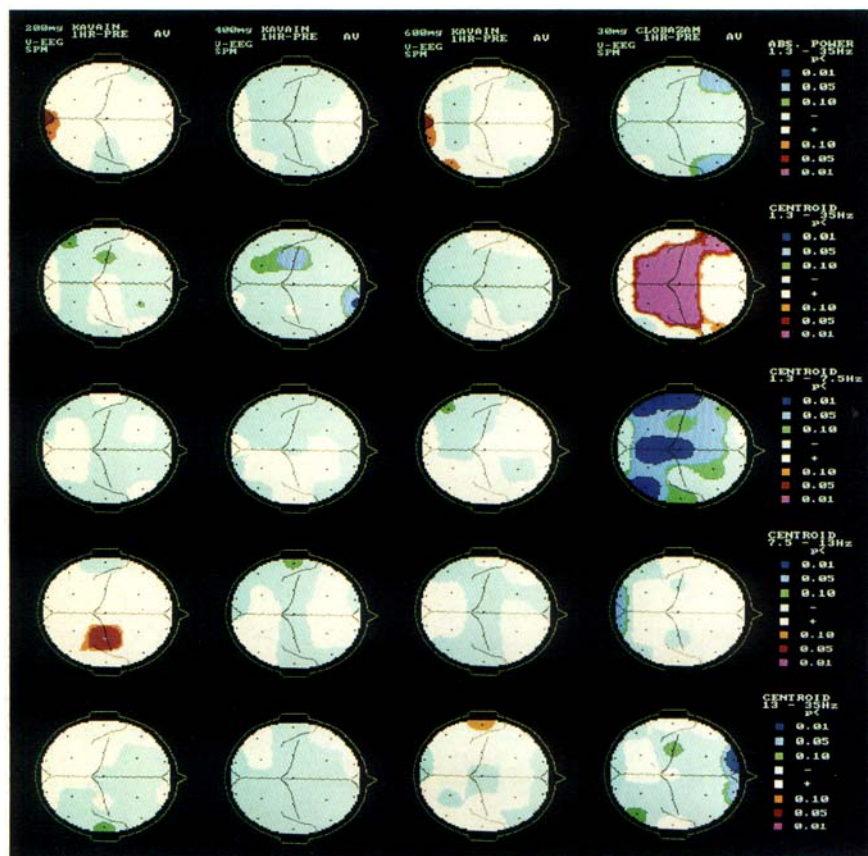 200mg KAVAIN
1HR-PRE AV
V-EEG
SPM
400mg KAVAIN
1HR-PRE AV
V-EEG
SPM
600mg KAVAIN
1HR-PRE AV
V-EEG
SPM
30mg CLOBAZAM
1HR-PRE AV
V-EEG
SPM
ABS. POWER
1.3 - 35Hz
P<
0.01
0.05
0.10
-
+
0.10
0.05
0.01
CENTROID
1.3 - 35Hz
P<
0.01
0.05
0.10
-
+
0.10
0.05
0.01
CENTROID
1.3 - 7.5Hz
P<
0.01
0.05
0.10
-
+
0.10
0.05
0.01
CENTROID
7.5 - 13Hz
P<
0.01
0.05
0.10
-
+
0.10
0.05
0.01
CENTROID
13 - 35Hz
P<
0.01
0.05
0.10
-
+
0.10
0.05
0.01